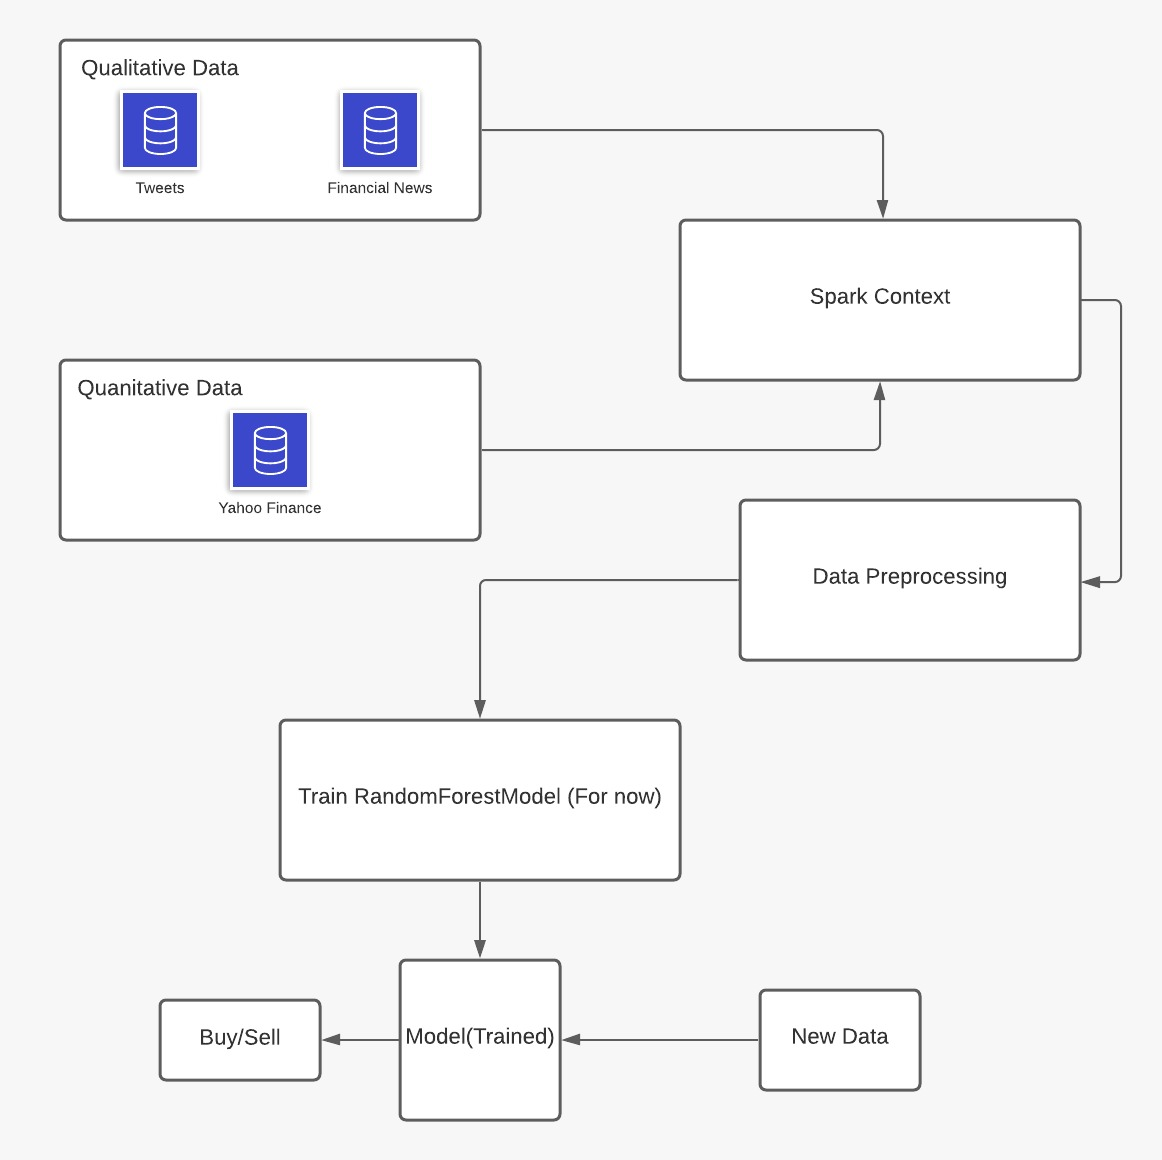 Qualitative Data
Tweets
Financial News
Spark Context
Quanitative Data
Yahoo Finance
Data Preprocessing
Train RandomForestModel (For now)
Model(Trained)
Buy/Sell
New Data